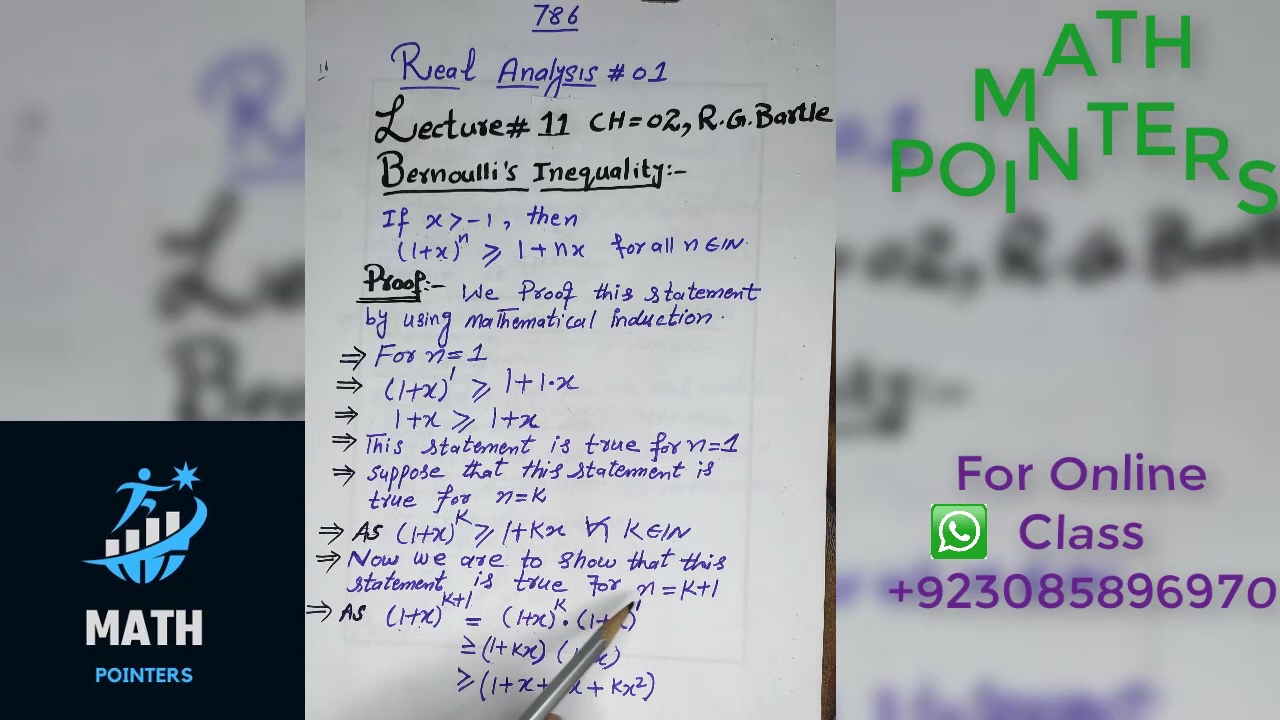 786
Real Analysis # 01
Lecture# 11 CH=02, R.G.Bartle
Bernoulli's Inequality:-
If x > -1, then
(1+x)^n ⩾ 1 + nx for all n ∈ IN.
Proof:- We Proof this statement
by using Mathematical induction.
⇒ For n=1
⇒ (1+x)^1 ⩾ 1+1·x
⇒ 1+x ⩾ 1+x
⇒ This statement is true for n=1
⇒ suppose that this statement is
true for n=K
⇒ As (1+x)^K ⩾ 1+Kx ∀ K ∈ IN
⇒ Now we are to show that this
statement is true for n = K+1
⇒ As (1+x)^K+1 = (1+x)^K · (1+
≥ (1+Kx) (
⩾ (1+x+ x + Kx²)
MATH
POINTERS
MATH
POINTERS
For Online
Class
+923085896970